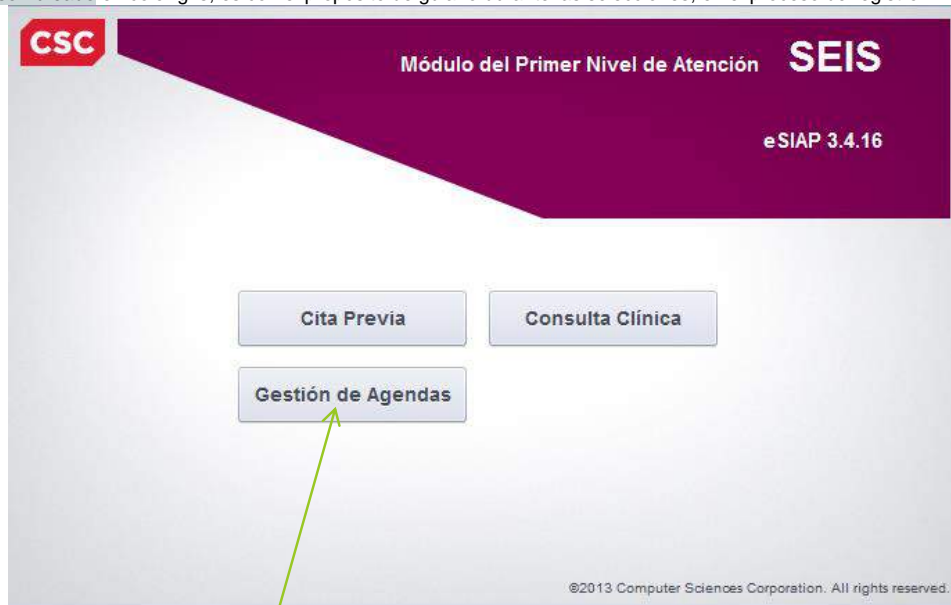 CSC
Módulo del Primer Nivel de Atención SEIS
eSIAP 3.4.16
Cita Previa
Consulta Clínica
Gestión de Agendas
©2013 Computer Sciences Corporation. All rights reserved.